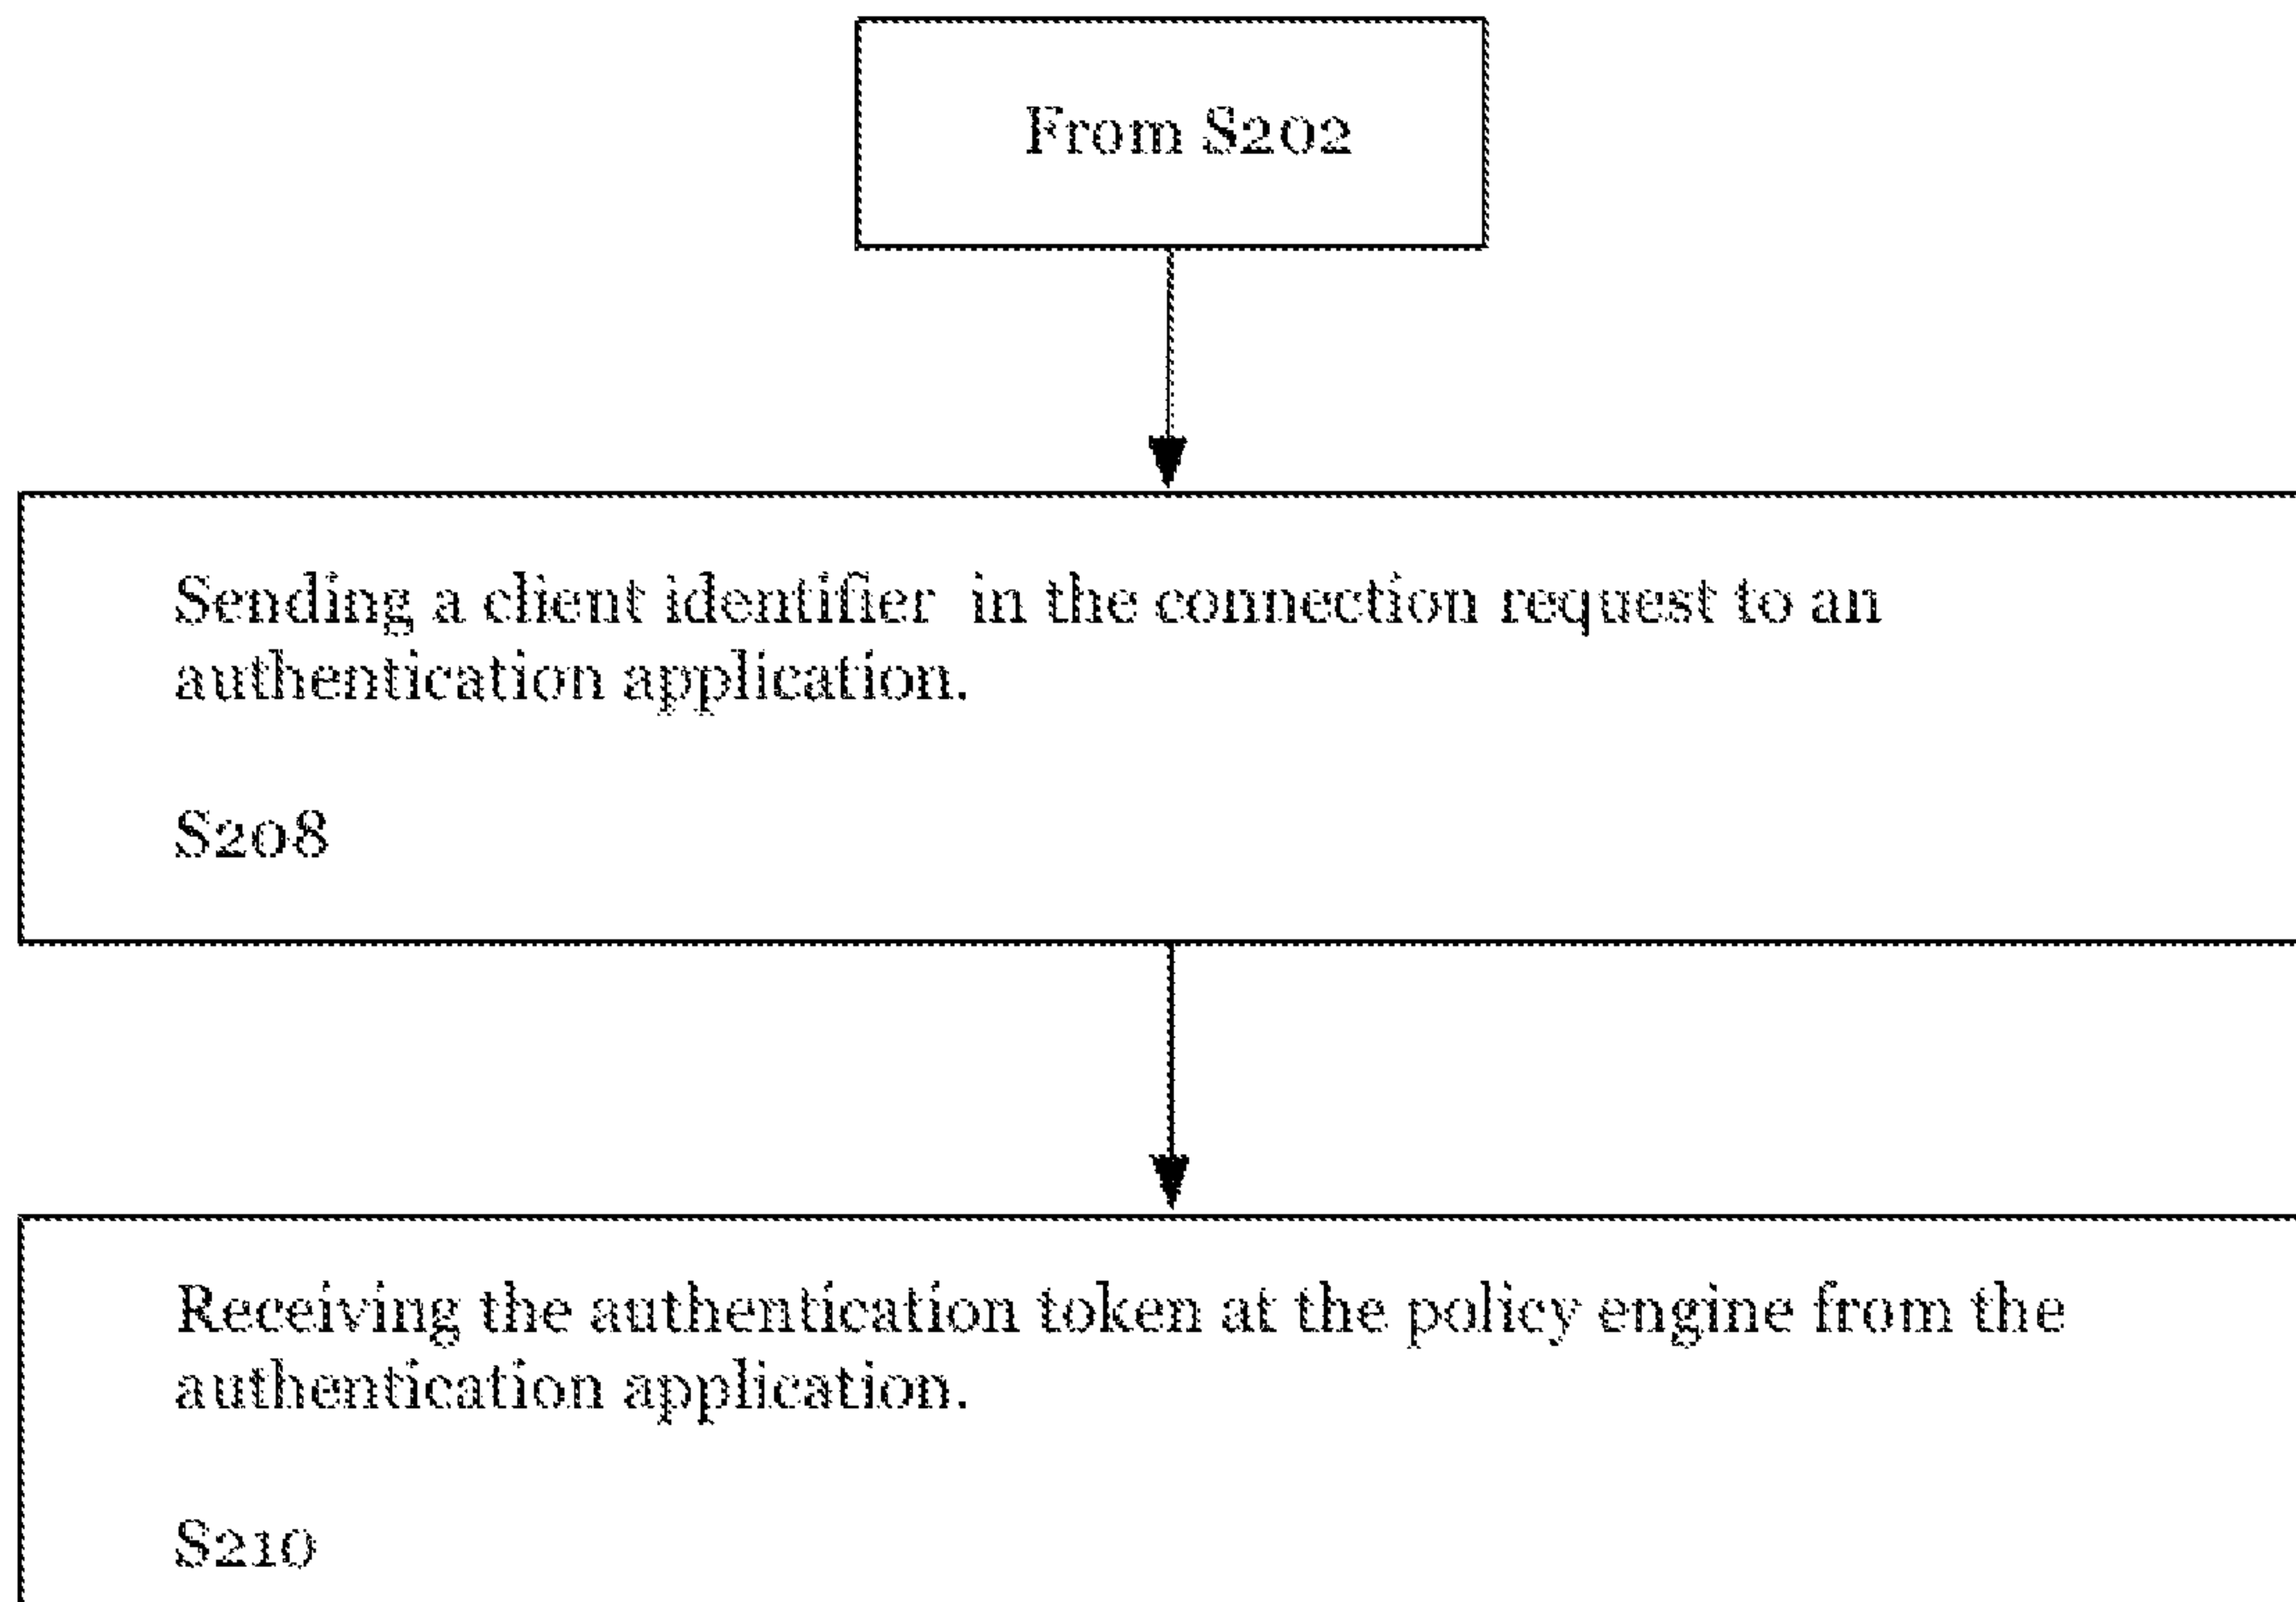 From S202
Sending a client identifier in the connection request to an
authentication application.
S208
Receiving the authentication token at the policy engine from the
authentication application.
S210